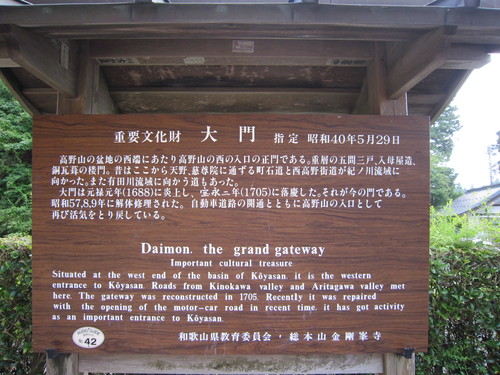 重要文化財 大門 指定 昭和40年5月29日
高野山の盆地の西端にあたり高野山の西の入口の正門である。重層の五間三戸、入母屋造、
銅瓦葺の楼門。昔はここから天野、慈尊院に通ずる町石道と西高野街道が紀ノ川流域に
向かった。また有田川流域に向かう道もあった。
大門は元禄元年(1688)に炎上し、宝永二年(1705)に落慶した。それが今の門である。
昭和57、8、9年に解体修理された。自動車道路の開通とともに高野山の入口として
再び活気をとり戻している。
Daimon. the grand gateway
Important cultural treasure
Situated at the west end of the basin of Kôyasan. it is the western
entrance to Kôyasan. Roads from Kinokawa valley and Aritagawa valley met
here. The gateway was reconstructed in 1705. Recently it was repaired
with the opening of the motor-car road in recent time. it has got activity
as an important entrance to Kôyasan.
和歌山県教育委員会・総本山金剛峯寺
No 42